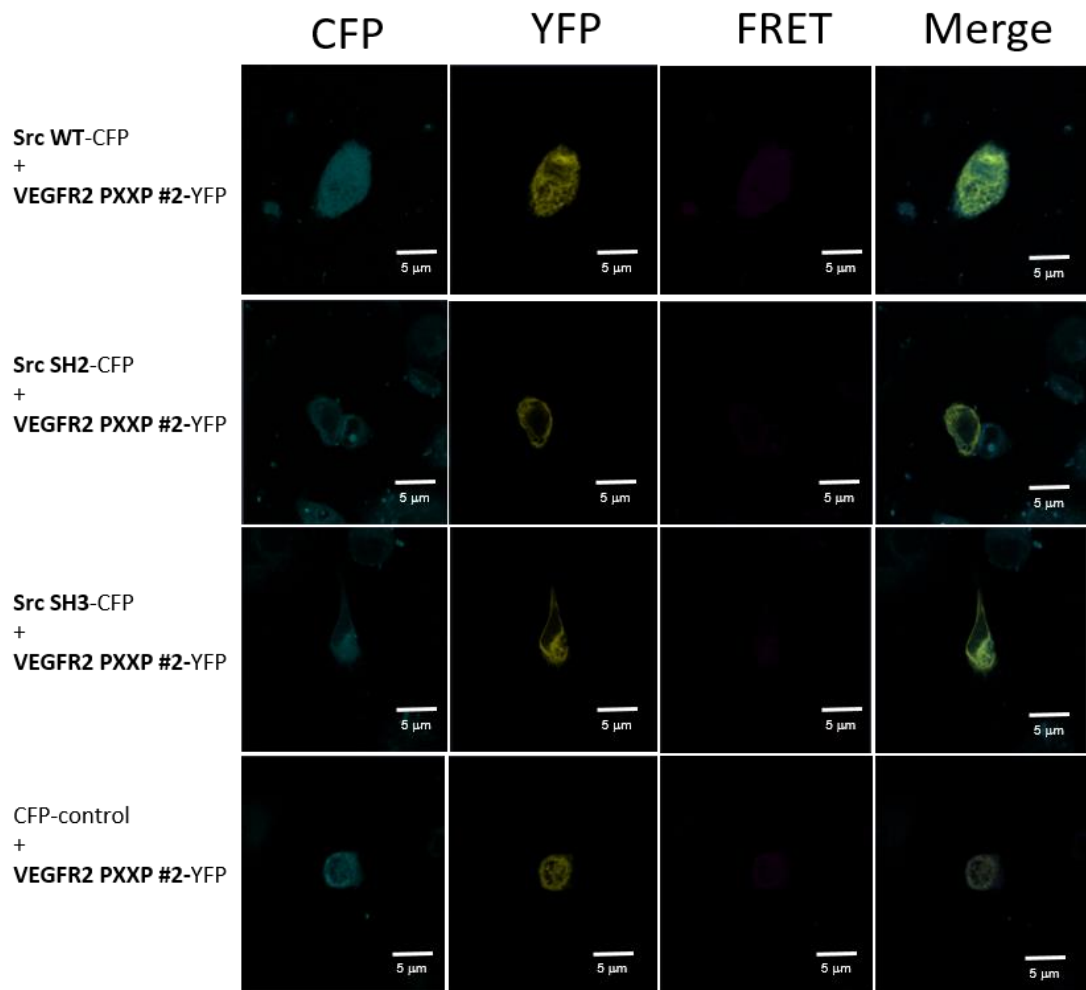 CFP YFP FRET Merge
Src WT-CFP
+
VEGFR2 PXXP #2-YFP
5 µm 5 µm 5 µm 5 µm
Src SH2-CFP
+
VEGFR2 PXXP #2-YFP
5 µm 5 µm 5 µm 5 µm
Src SH3-CFP
+
VEGFR2 PXXP #2-YFP
5 µm 5 µm 5 µm 5 µm
CFP-control
+
VEGFR2 PXXP #2-YFP
5 µm 5 µm 5 µm 5 µm